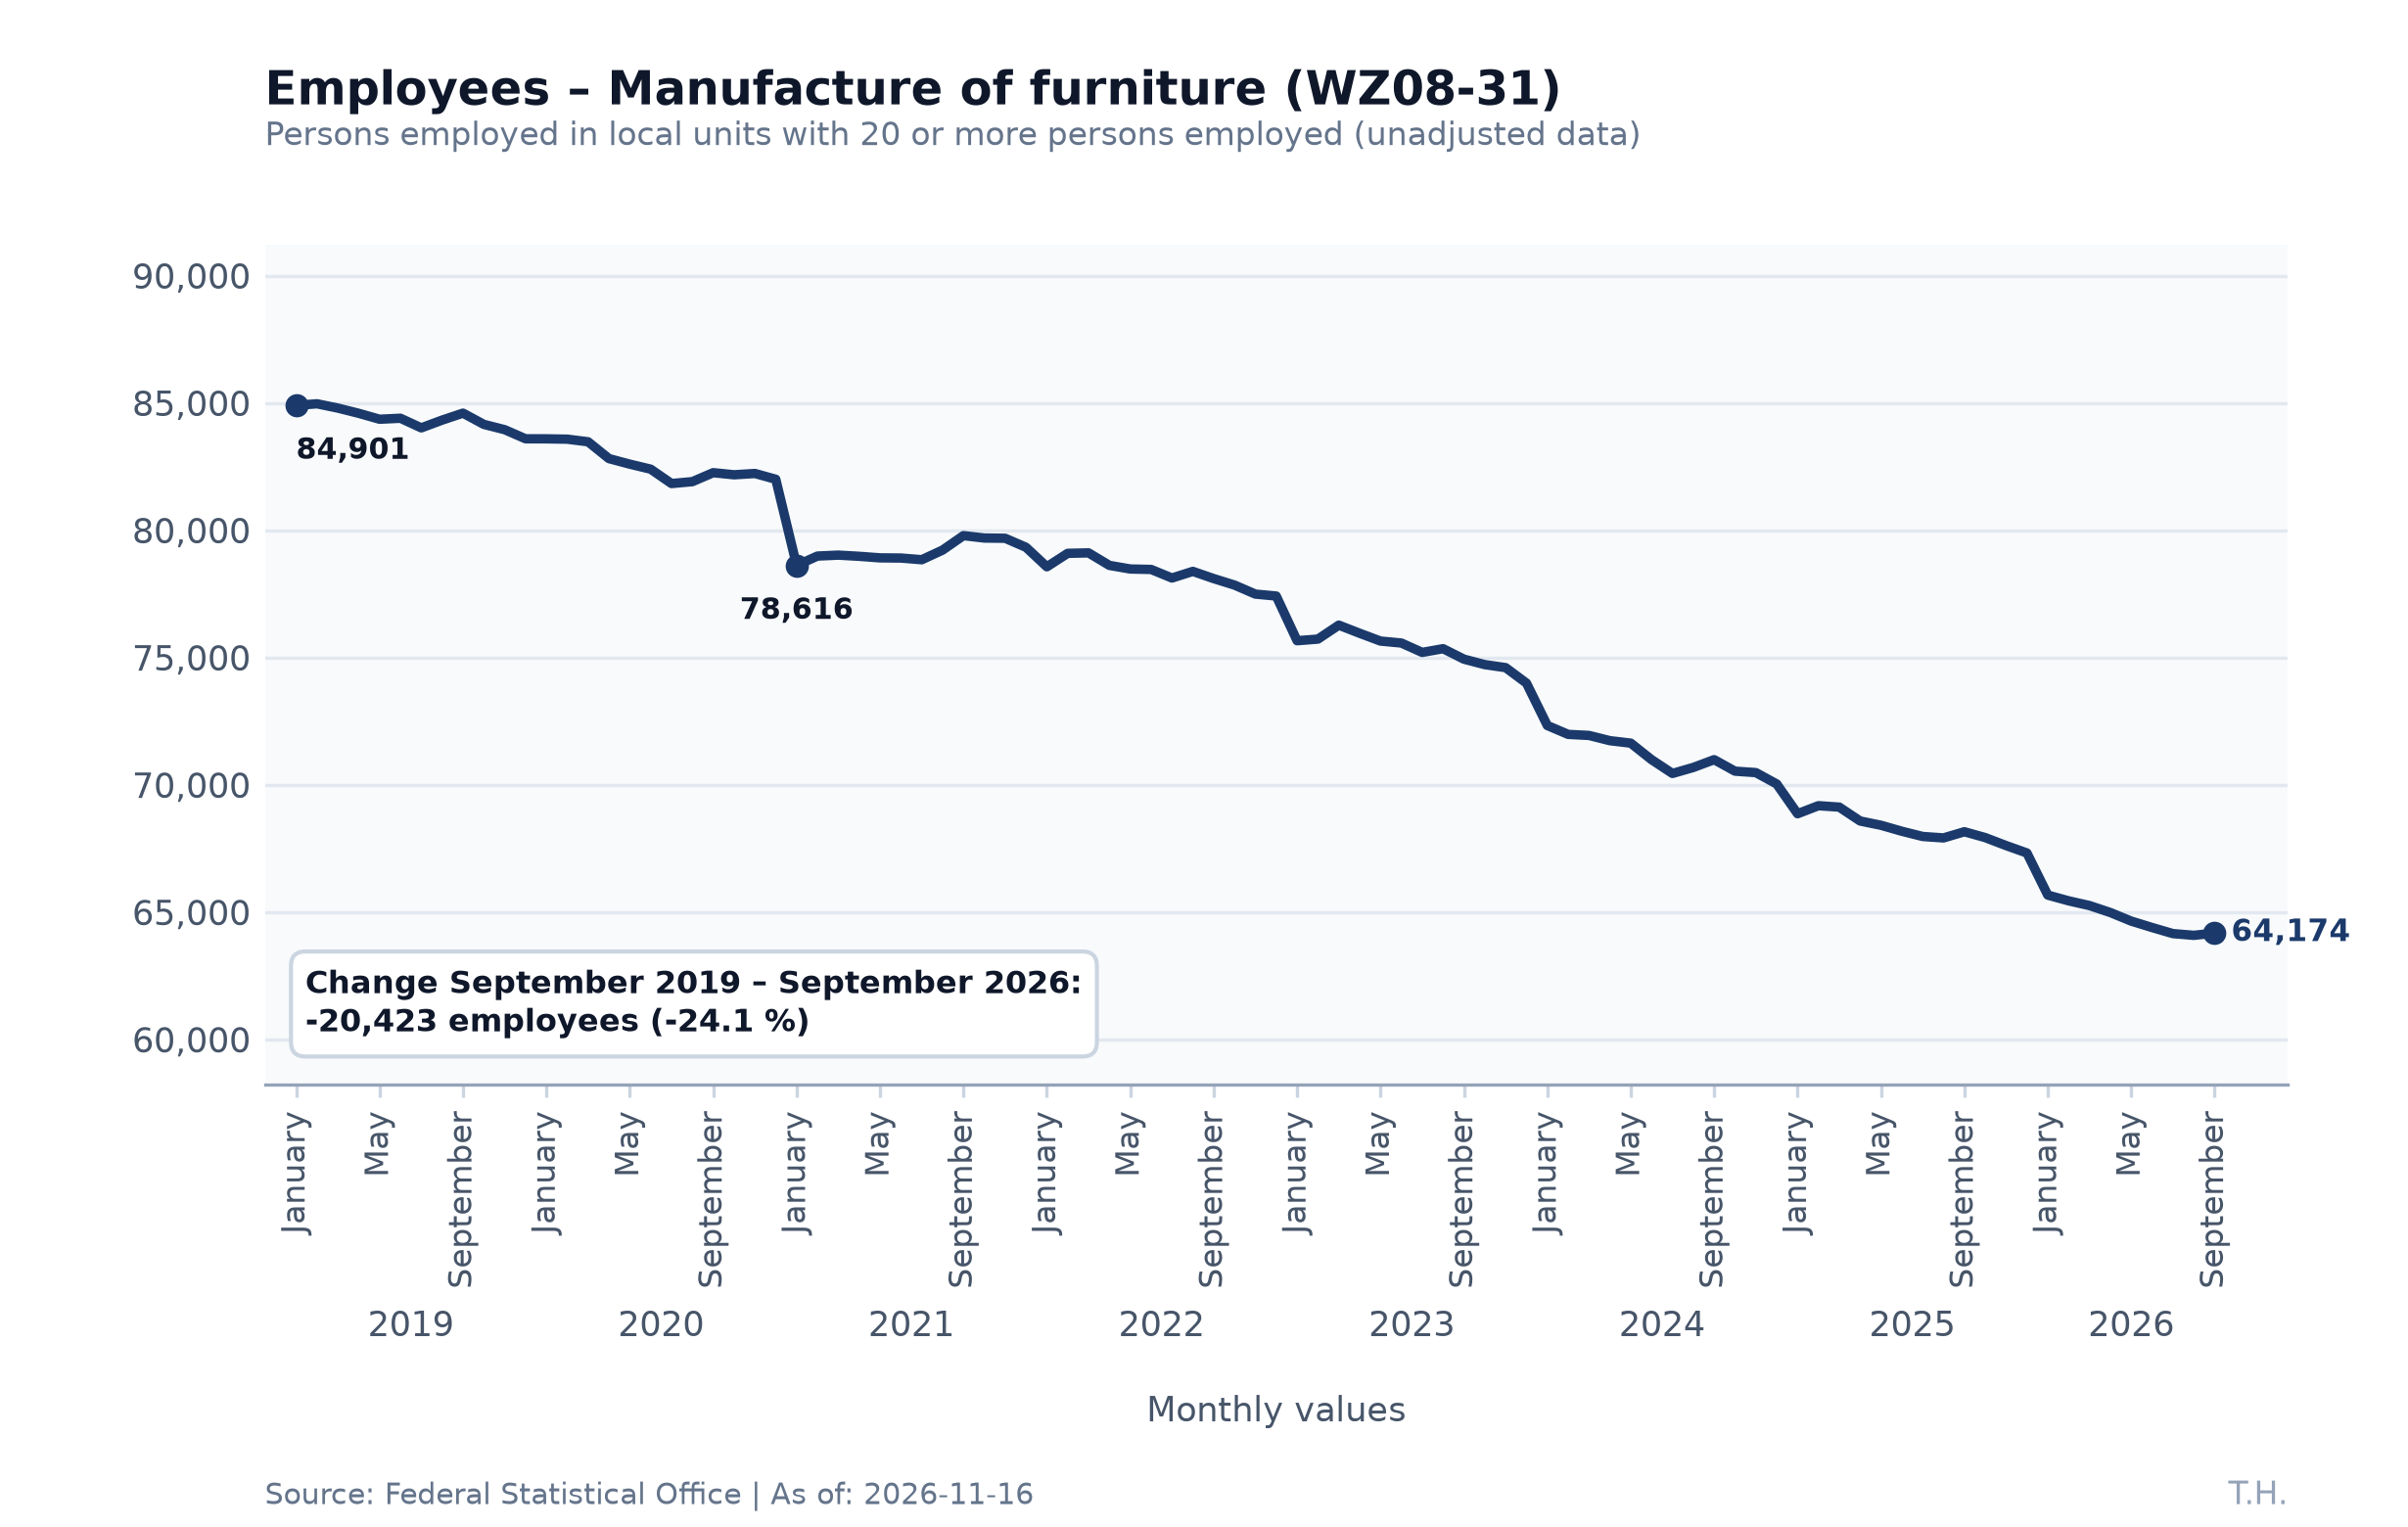 Employees – Manufacture of furniture (WZ08-31)
Persons employed in local units with 20 or more persons employed (unadjusted data)
90,000
85,000
80,000
75,000
70,000
65,000
60,000
84,901
78,616
64,174
Change September 2019 – September 2026:
-20,423 employees (-24.1 %)
January May September January May September January May September January May September January May September January May September January May September January May September
2019 2020 2021 2022 2023 2024 2025 2026
Monthly values
Source: Federal Statistical Office | As of: 2026-11-16
T.H.